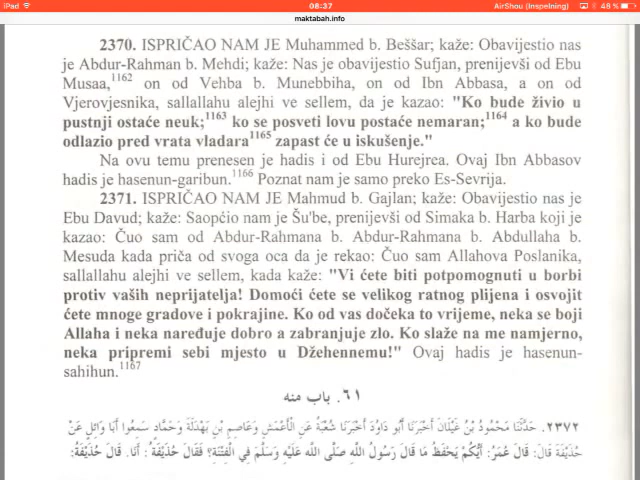 iPad 08:37 AirShou (Inspelning) 48 %
maktabah.info
2370. ISPRIČAO NAM JE Muhammed b. Beššar; kaže: Obavijestio nas
je Abdur-Rahman b. Mehdi; kaže: Nas je obavijestio Sufjan, prenijevši od Ebu
Musaa,1162 on od Vehba b. Munebbiha, on od Ibn Abbasa, a on od
Vjerovjesnika, sallallahu alejhi ve sellem, da je kazao: "Ko bude živio u
pustnji ostaće neuk;1163 ko se posveti lovu postaće nemaran;1164 a ko bude
odlazio pred vrata vladara1165 zapast će u iskušenje."
Na ovu temu prenesen je hadis i od Ebu Hurejrea. Ovaj Ibn Abbasov
hadis je hasenun-garibun.1166 Poznat nam je samo preko Es-Sevrija.
2371. ISPRIČAO NAM JE Mahmud b. Gajlan; kaže: Obavijestio nas je
Ebu Davud; kaže: Saopćio nam je Šu'be, prenijevši od Simaka b. Harba koji je
kazao: Čuo sam od Abdur-Rahmana b. Abdur-Rahmana b. Abdullaha b.
Mesuda kada priča od svoga oca da je rekao: Čuo sam Allahova Poslanika,
sallallahu alejhi ve sellem, kada kaže: "Vi ćete biti potpomognuti u borbi
protiv vaših neprijatelja! Domoći ćete se velikog ratnog plijena i osvojit
ćete mnoge gradove i pokrajine. Ko od vas dočeka to vrijeme, neka se boji
Allaha i neka naređuje dobro a zabranjuje zlo. Ko slaže na me namjerno,
neka pripremi sebi mjesto u Džehennemu!" Ovaj hadis je hasenun-
sahihun.1167
٦١. باب منه
٢٣٧٢. حَدَّثَنَا مَحْمُودُ بْنُ غَيْلَانَ أَخْبَرَنَا أَبُو دَاوُدَ أَخْبَرَنَا شُعْبَةُ عَنِ الْأَعْمَشِ وَعَاصِمِ بْنِ بَهْدَلَةَ وَحَمَّادٍ سَمِعُوا أَبَا وَائِلٍ عَنْ
حُذَيْفَةَ قَالَ: قَالَ عُمَرُ: أَيُّكُمْ يَحْفَظُ مَا قَالَ رَسُولُ اللَّهِ صَلَّى اللَّهُ عَلَيْهِ وَسَلَّمَ فِي الْفِتْنَةِ؟ فَقَالَ حُذَيْفَةُ: أَنَا. قَالَ حُذَيْفَةُ: